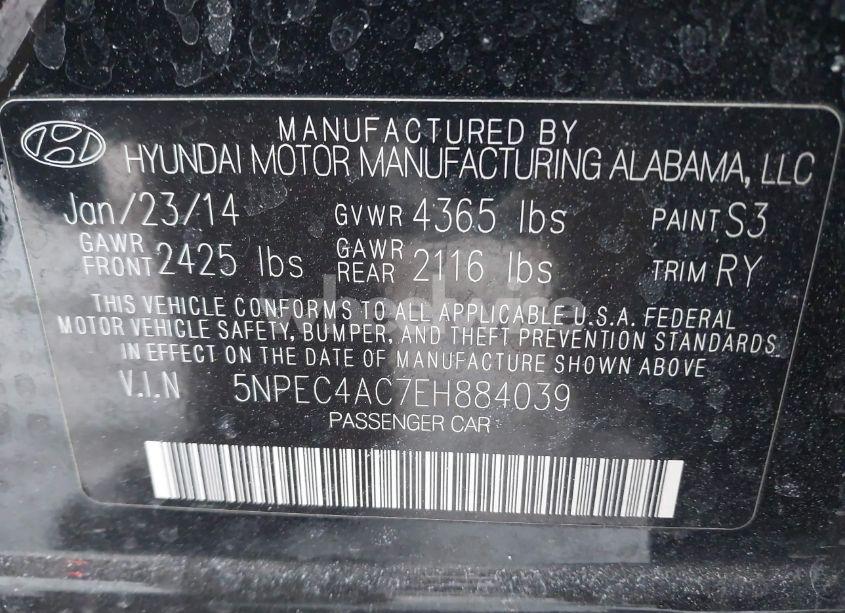 MANUFACTURED BY
HYUNDAI MOTOR MANUFACTURING ALABAMA, LLC
Jan/23/14 GVWR 4365 lbs PAINT S3
GAWR FRONT 2425 lbs GAWR REAR 2116 lbs TRIM RY
THIS VEHICLE CONFORMS TO ALL APPLICABLE U.S.A. FEDERAL
MOTOR VEHICLE SAFETY, BUMPER, AND THEFT PREVENTION STANDARDS
IN EFFECT ON THE DATE OF MANUFACTURE SHOWN ABOVE
V.I.N 5NPEC4AC7EH884039
PASSENGER CAR